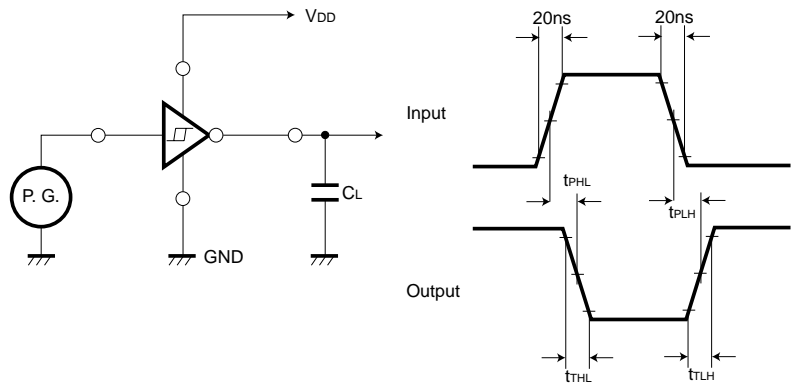 VDD
P. G.
CL
GND
20ns 20ns
Input
tPHL
tPLH
Output
tTHL
tTLH